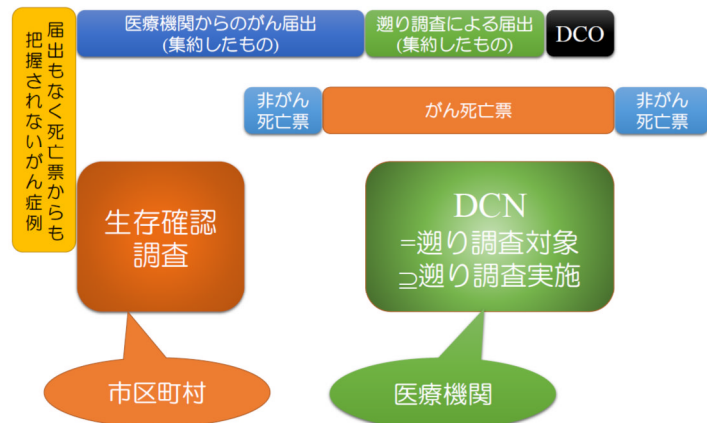 届出もなく死亡票からも
把握されないがん症例
医療機関からのがん届出
(集約したもの)
遡り調査による届出
(集約したもの)
DCO
非がん
死亡票
がん死亡票
非がん
死亡票
生存確認
調査
DCN
=遡り調査対象
⊃遡り調査実施
市区町村
医療機関